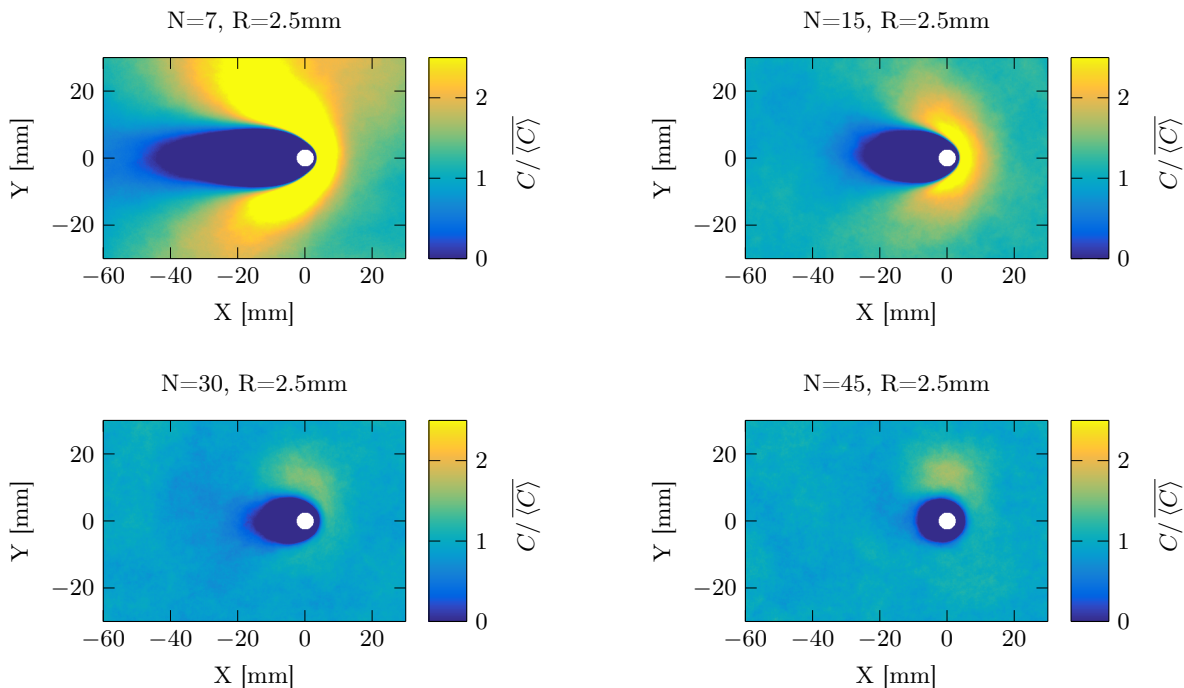 N=7, R=2.5mm
N=15, R=2.5mm
20
0
−20
Y [mm]
−60 −40 −20 0 20
X [mm]
2
1
0
C/⟨C̅⟩
20
0
−20
Y [mm]
−60 −40 −20 0 20
X [mm]
2
1
0
C/⟨C̅⟩
N=30, R=2.5mm
N=45, R=2.5mm
20
0
−20
Y [mm]
−60 −40 −20 0 20
X [mm]
2
1
0
C/⟨C̅⟩
20
0
−20
Y [mm]
−60 −40 −20 0 20
X [mm]
2
1
0
C/⟨C̅⟩